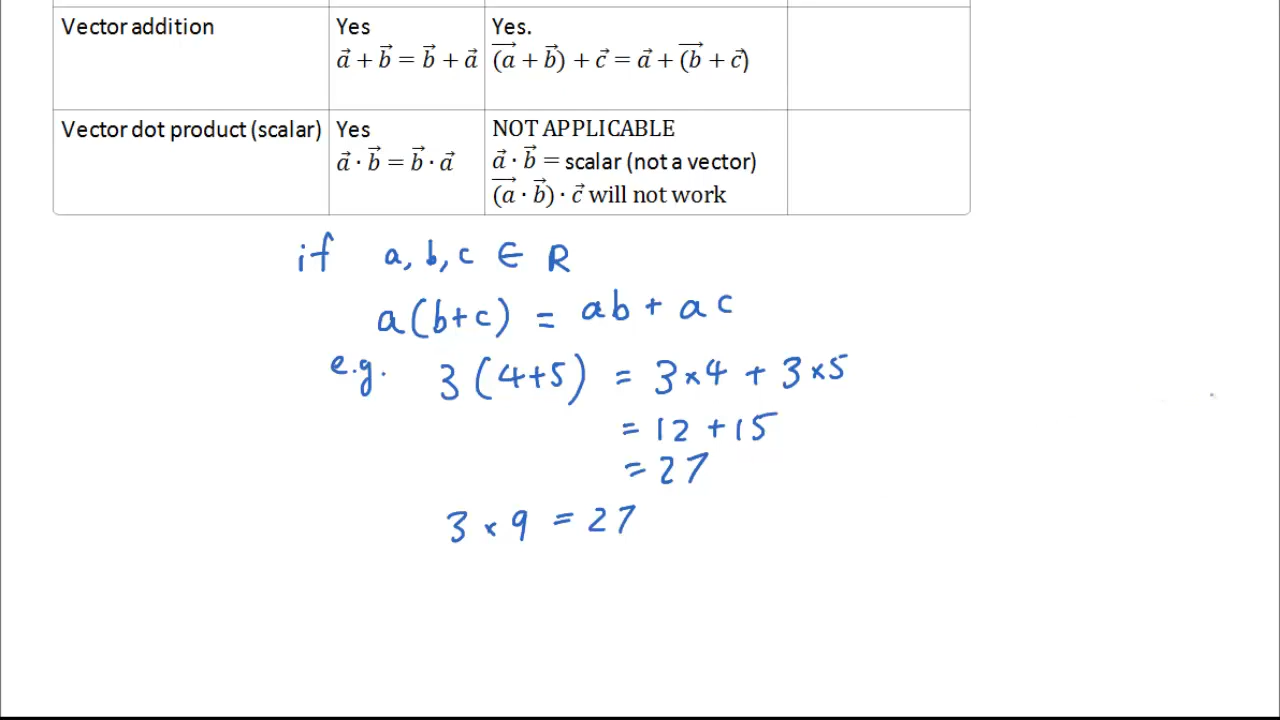 Vector addition Yes Yes.
a⃗ + b⃗ = b⃗ + a⃗ (a⃗ + b⃗) + c⃗ = a⃗ + (b⃗ + c⃗)
Vector dot product (scalar) Yes NOT APPLICABLE
a⃗ · b⃗ = b⃗ · a⃗ a⃗ · b⃗ = scalar (not a vector)
(a⃗ · b⃗) · c⃗ will not work
if a, b, c ∈ R
a(b+c) = ab + ac
e.g. 3(4+5) = 3×4 + 3×5
= 12 + 15
= 27
3 × 9 = 27